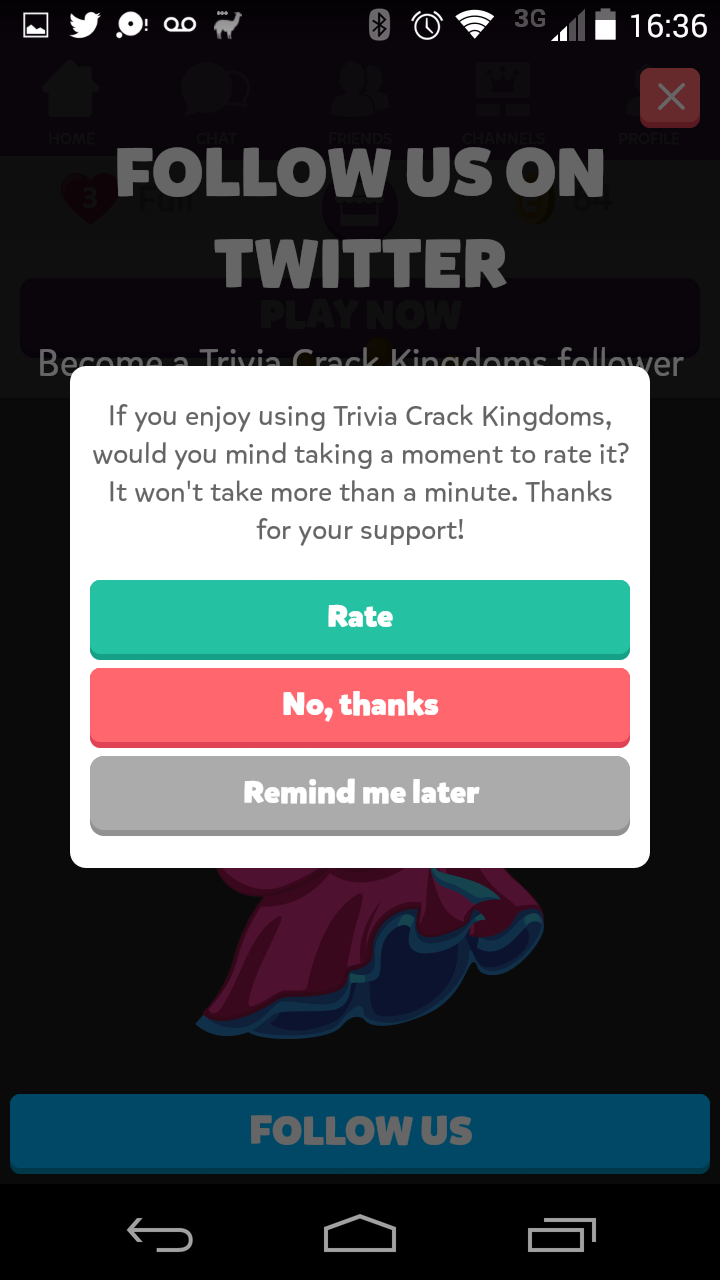 3G 16:36
HOME CHAT FRIENDS CHANNELS PROFILE
FOLLOW US ON
3 Full 64
TWITTER
PLAY NOW
Become a Trivia Crack Kingdoms follower
If you enjoy using Trivia Crack Kingdoms,
would you mind taking a moment to rate it?
It won't take more than a minute. Thanks
for your support!
Rate
No, thanks
Remind me later
FOLLOW US